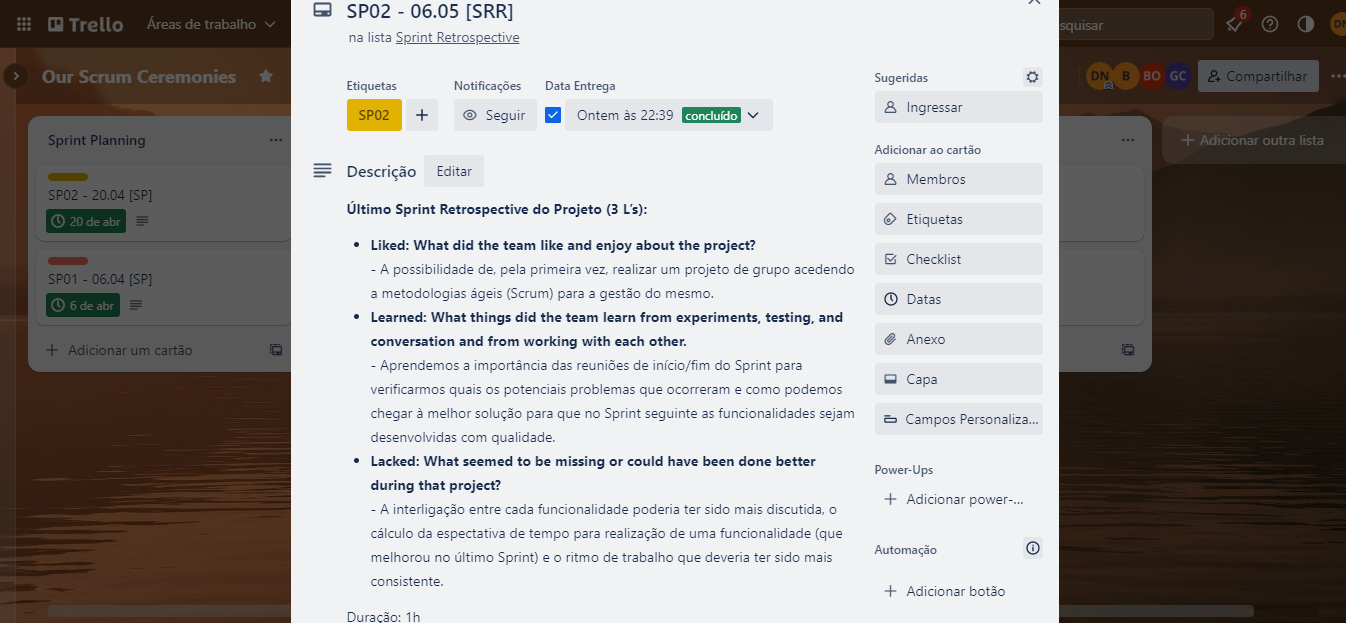 SP02 - 06.05 [SRR]
na lista Sprint Retrospective
Trello
Áreas de trabalho
squisar
6
DN
Our Scrum Ceremonies
DN B BO GC
Compartilhar
Sprint Planning
SP02 - 20.04 [SP]
20 de abr
SP01 - 06.04 [SP]
6 de abr
Adicionar um cartão
Etiquetas
SP02
Notificações
Seguir
Data Entrega
Ontem às 22:39 concluído
Descrição
Editar
Último Sprint Retrospective do Projeto (3 L’s):
• Liked: What did the team like and enjoy about the project?
- A possibilidade de, pela primeira vez, realizar um projeto de grupo acedendo
a metodologias ágeis (Scrum) para a gestão do mesmo.
• Learned: What things did the team learn from experiments, testing, and
conversation and from working with each other.
- Aprendemos a importância das reuniões de início/fim do Sprint para
verificarmos quais os potenciais problemas que ocorreram e como podemos
chegar à melhor solução para que no Sprint seguinte as funcionalidades sejam
desenvolvidas com qualidade.
• Lacked: What seemed to be missing or could have been done better
during that project?
- A interligação entre cada funcionalidade poderia ter sido mais discutida, o
cálculo da espectativa de tempo para realização de uma funcionalidade (que
melhorou no último Sprint) e o ritmo de trabalho que deveria ter sido mais
consistente.
Duração: 1h
Sugeridas
Ingressar
Adicionar ao cartão
Membros
Etiquetas
Checklist
Datas
Anexo
Capa
Campos Personaliza...
Power-Ups
Adicionar power-...
Automação
Adicionar botão
Adicionar outra lista